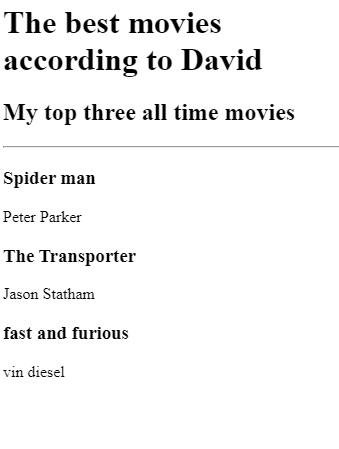 The best movies
according to David
My top three all time movies
Spider man
Peter Parker
The Transporter
Jason Statham
fast and furious
vin diesel